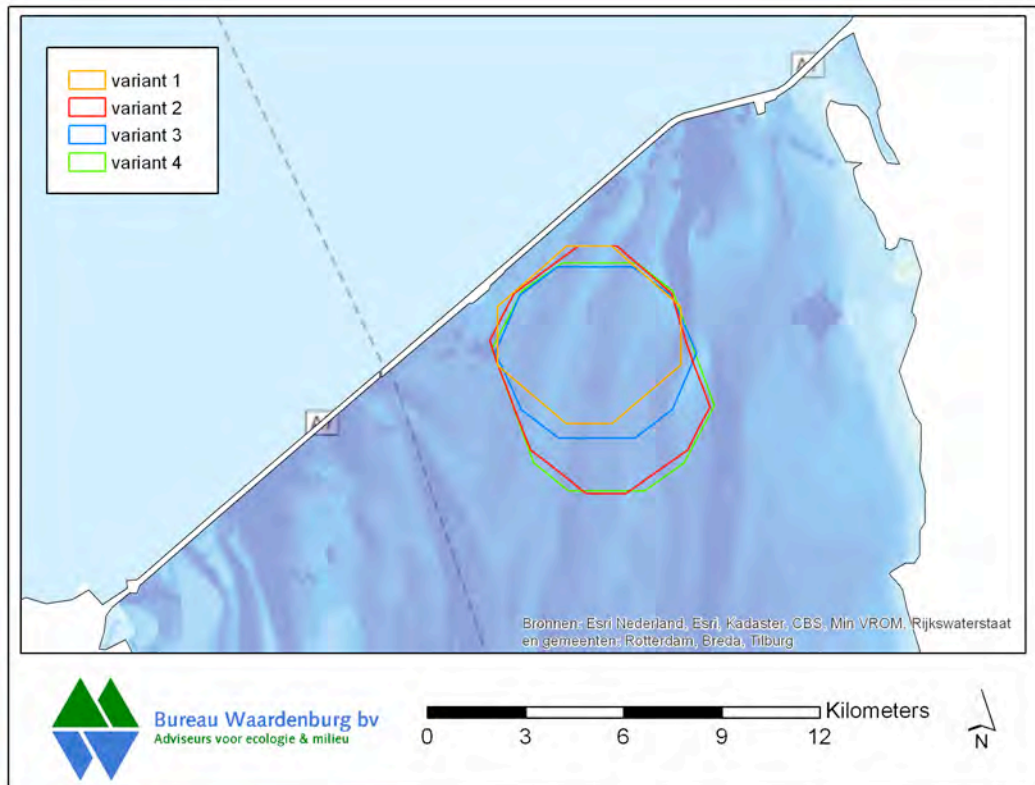 variant 1
variant 2
variant 3
variant 4
A7
A7
Bronnen: Esri Nederland, Esri, Kadaster, CBS, Min VROM, Rijkswaterstaat
en gemeenten: Rotterdam, Breda, Tilburg
Bureau Waardenburg bv
Adviseurs voor ecologie & milieu
Kilometers
0 3 6 9 12
N